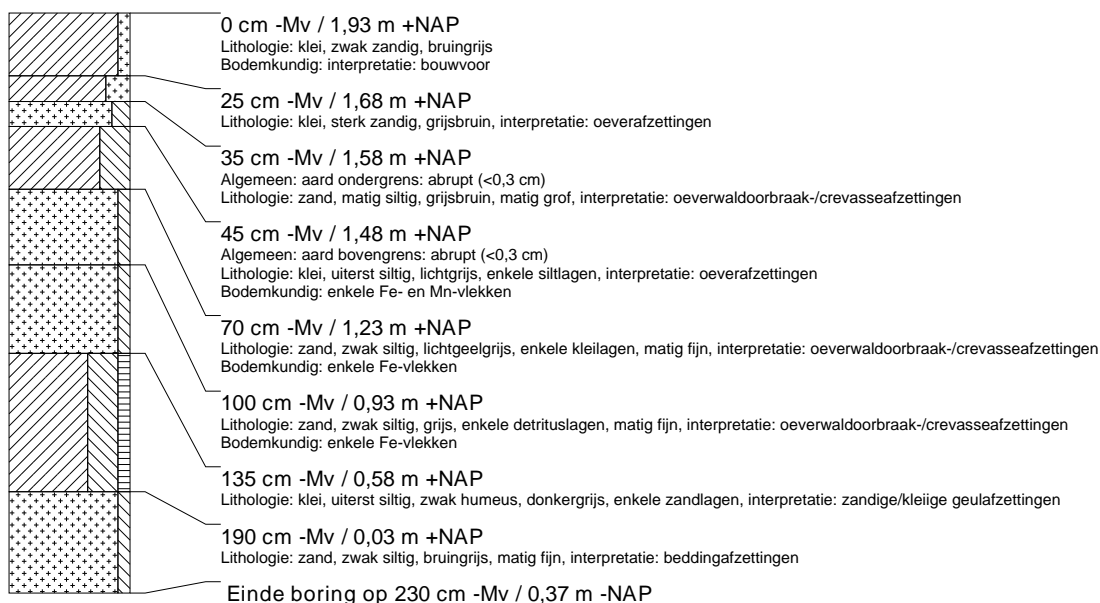 0 cm -Mv / 1,93 m +NAP
Lithologie: klei, zwak zandig, bruingrijs
Bodemkundig: interpretatie: bouwvoor
25 cm -Mv / 1,68 m +NAP
Lithologie: klei, sterk zandig, grijsbruin, interpretatie: oeverafzettingen
35 cm -Mv / 1,58 m +NAP
Algemeen: aard ondergrens: abrupt (<0,3 cm)
Lithologie: zand, matig siltig, grijsbruin, matig grof, interpretatie: oeverwaldoorbraak-/crevasseafzettingen
45 cm -Mv / 1,48 m +NAP
Algemeen: aard bovengrens: abrupt (<0,3 cm)
Lithologie: klei, uiterst siltig, lichtgrijs, enkele siltlagen, interpretatie: oeverafzettingen
Bodemkundig: enkele Fe- en Mn-vlekken
70 cm -Mv / 1,23 m +NAP
Lithologie: zand, zwak siltig, lichtgeelgrijs, enkele kleilagen, matig fijn, interpretatie: oeverwaldoorbraak-/crevasseafzettingen
Bodemkundig: enkele Fe-vlekken
100 cm -Mv / 0,93 m +NAP
Lithologie: zand, zwak siltig, grijs, enkele detrituslagen, matig fijn, interpretatie: oeverwaldoorbraak-/crevasseafzettingen
Bodemkundig: enkele Fe-vlekken
135 cm -Mv / 0,58 m +NAP
Lithologie: klei, uiterst siltig, zwak humeus, donkergrijs, enkele zandlagen, interpretatie: zandige/kleiige geulafzettingen
190 cm -Mv / 0,03 m +NAP
Lithologie: zand, zwak siltig, bruingrijs, matig fijn, interpretatie: beddingafzettingen
Einde boring op 230 cm -Mv / 0,37 m -NAP